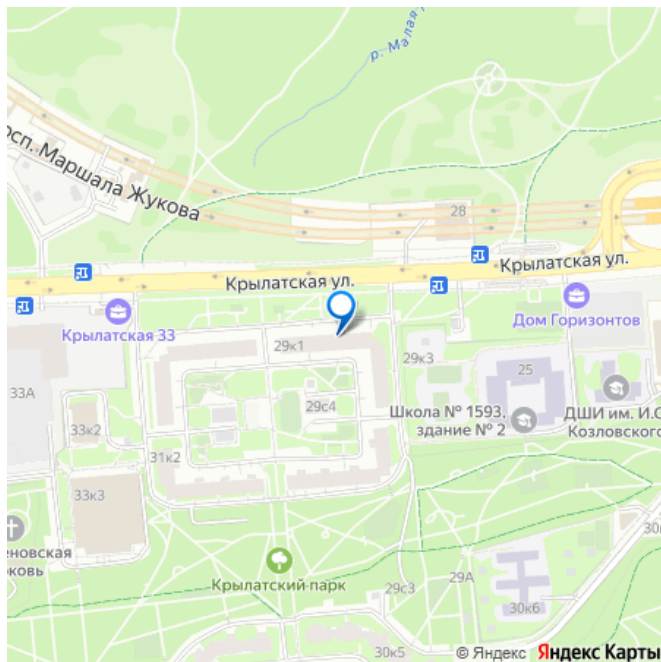 р. Малая
просп. Маршала Жукова
2В
Крылатская ул.
Крылатская ул.
Крылатская 33
Дом Горизонтов
29к1
29к3
33А
25
29с4
Школа № 1593,
здание № 2
ДШИ им. И.С
Козловского
33к2
31к2
33к3
еновская
рковь
Крылатский парк
29с3
29А
30к6
30к
30к5
© Яндекс Яндекс Карты